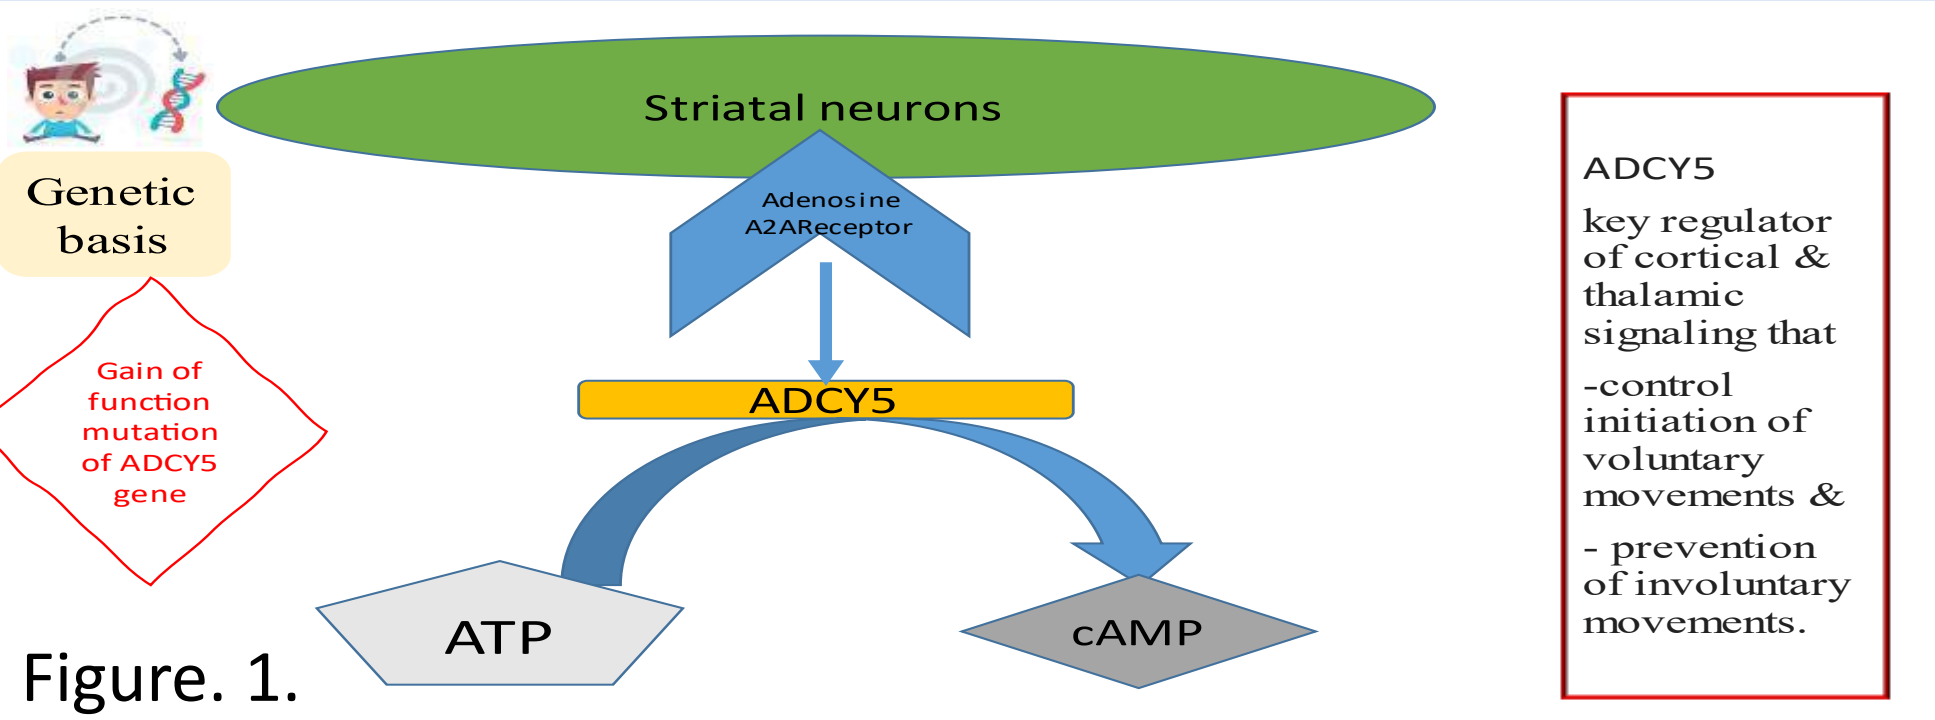 Striatal neurons
Genetic
basis
Adenosine
A2AReceptor
Gain of
function
mutation
of ADCY5
gene
ADCY5
ATP
cAMP
Figure. 1.
ADCY5
key regulator
of cortical &
thalamic
signaling that
-control
initiation of
voluntary
movements &
- prevention
of involuntary
movements.